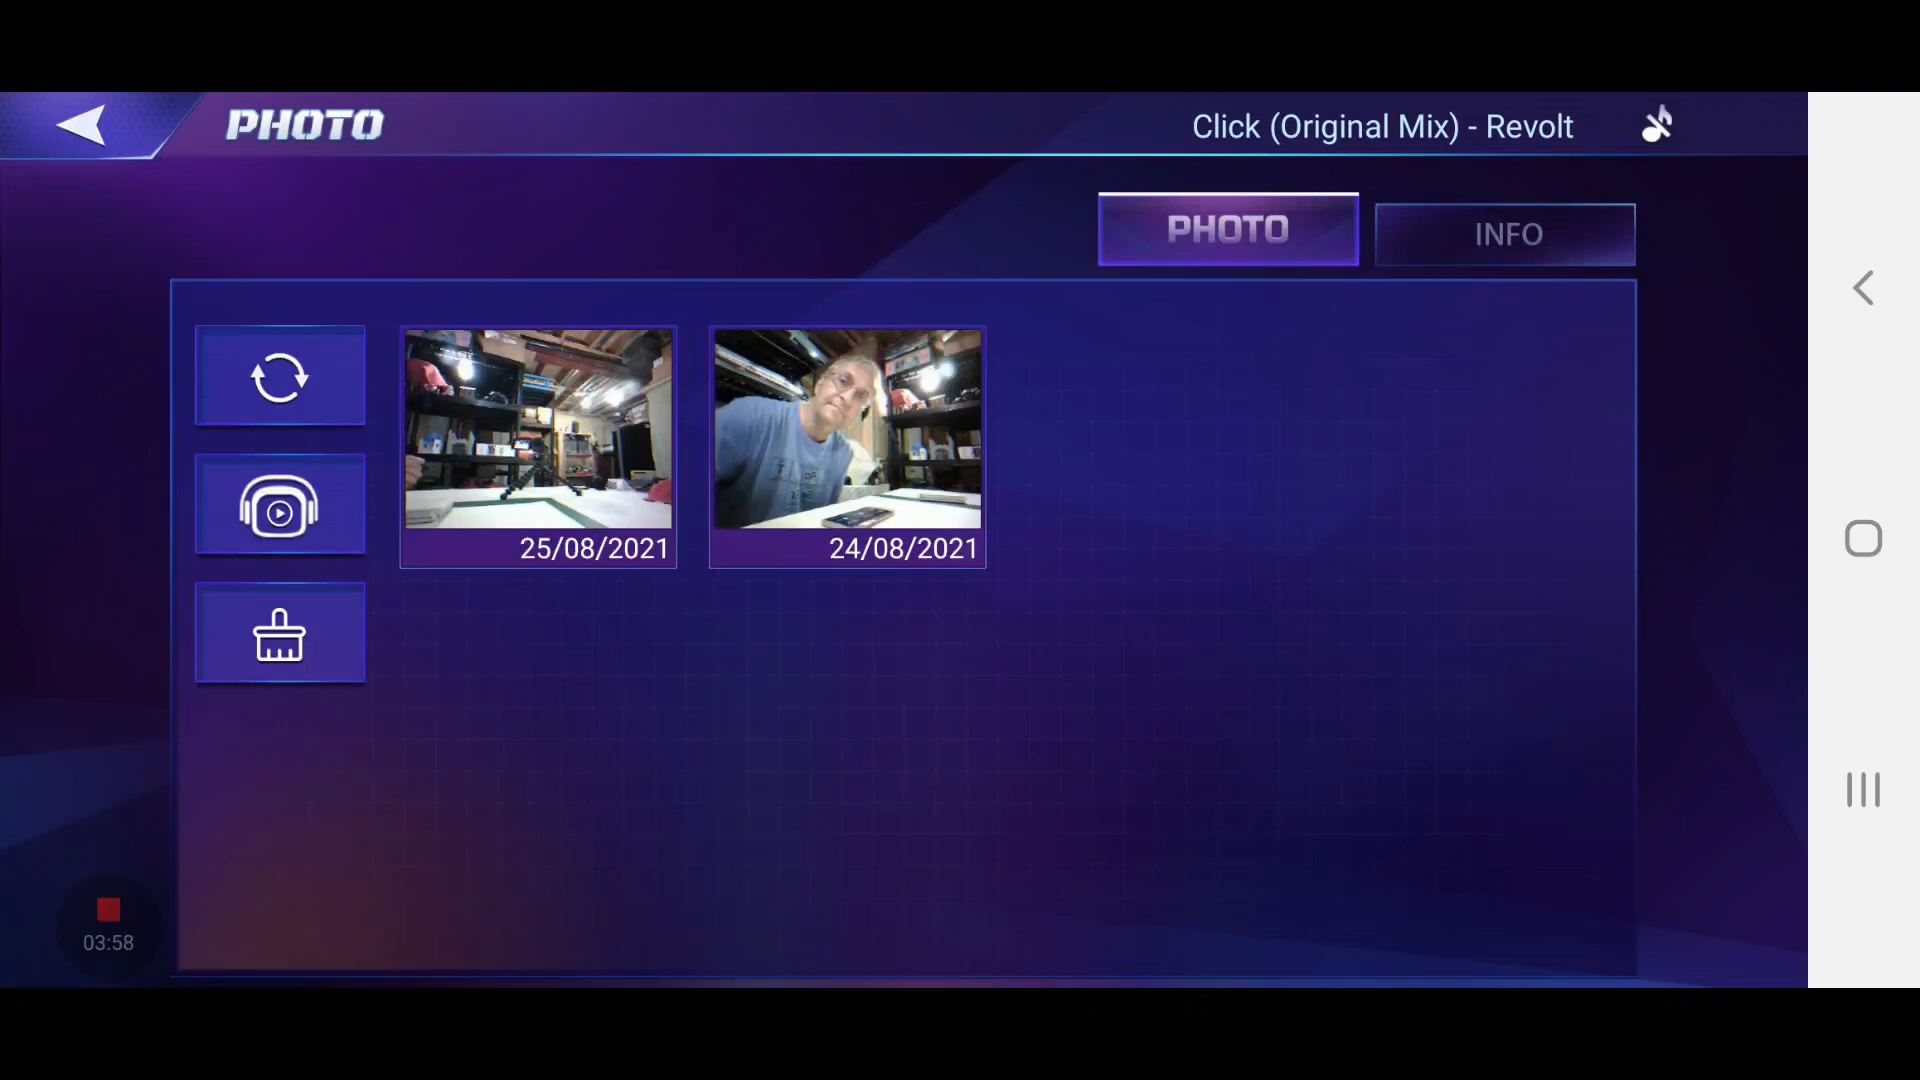 PHOTO
Click (Original Mix) - Revolt
PHOTO
INFO
25/08/2021
24/08/2021
03:58